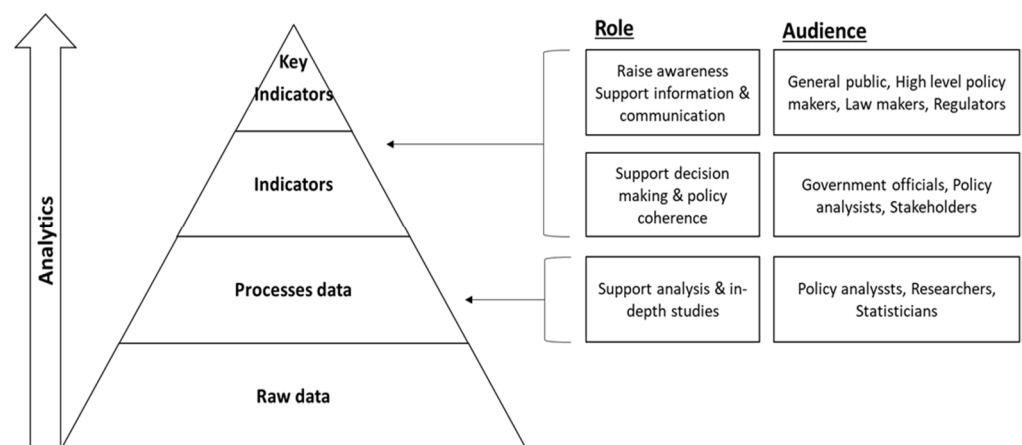 Analytics
Key
Indicators
Indicators
Processes data
Raw data
Role
Raise awareness
Support information &
communication
Support decision
making & policy
coherence
Support analysis & in-
depth studies
Audience
General public, High level policy
makers, Law makers, Regulators
Government officials, Policy
analysists, Stakeholders
Policy analyssts, Researchers,
Statisticians